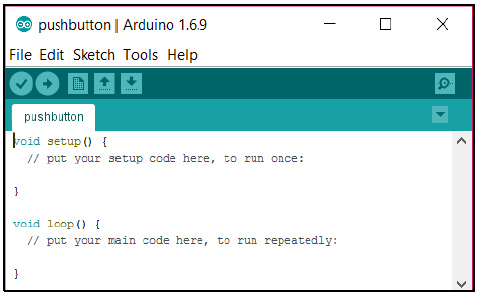 pushbutton | Arduino 1.6.9
File Edit Sketch Tools Help
pushbutton
void setup() {
  // put your setup code here, to run once:

}

void loop() {
  // put your main code here, to run repeatedly:

}